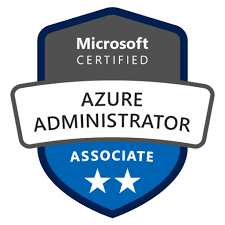 Microsoft
CERTIFIED
AZURE
ADMINISTRATOR
ASSOCIATE